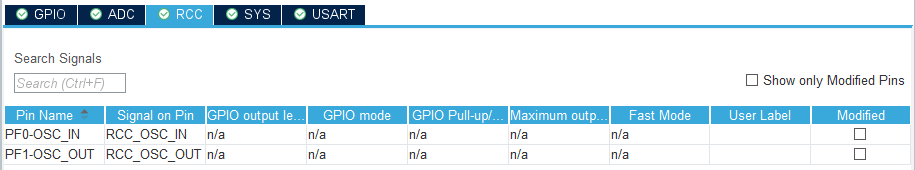 GPIO ADC RCC SYS USART
Search Signals
Search (Ctrl+F)
Show only Modified Pins
Pin Name Signal on Pin GPIO output le... GPIO mode GPIO Pull-up/... Maximum outp... Fast Mode User Label Modified
PF0-OSC_IN RCC_OSC_IN n/a n/a n/a n/a n/a
PF1-OSC_OUT RCC_OSC_OUT n/a n/a n/a n/a n/a